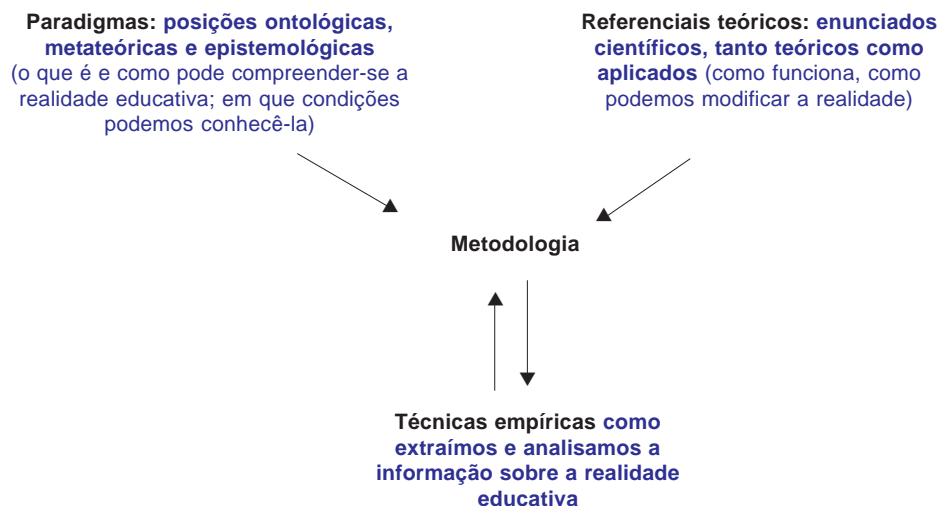 Paradigmas: posições ontológicas,
metateóricas e epistemológicas
(o que é e como pode compreender-se a
realidade educativa; em que condições
podemos conhecê-la)
Referenciais teóricos: enunciados
científicos, tanto teóricos como
aplicados (como funciona, como
podemos modificar a realidade)
Metodologia
Técnicas empíricas como
extraímos e analisamos a
informação sobre a realidade
educativa